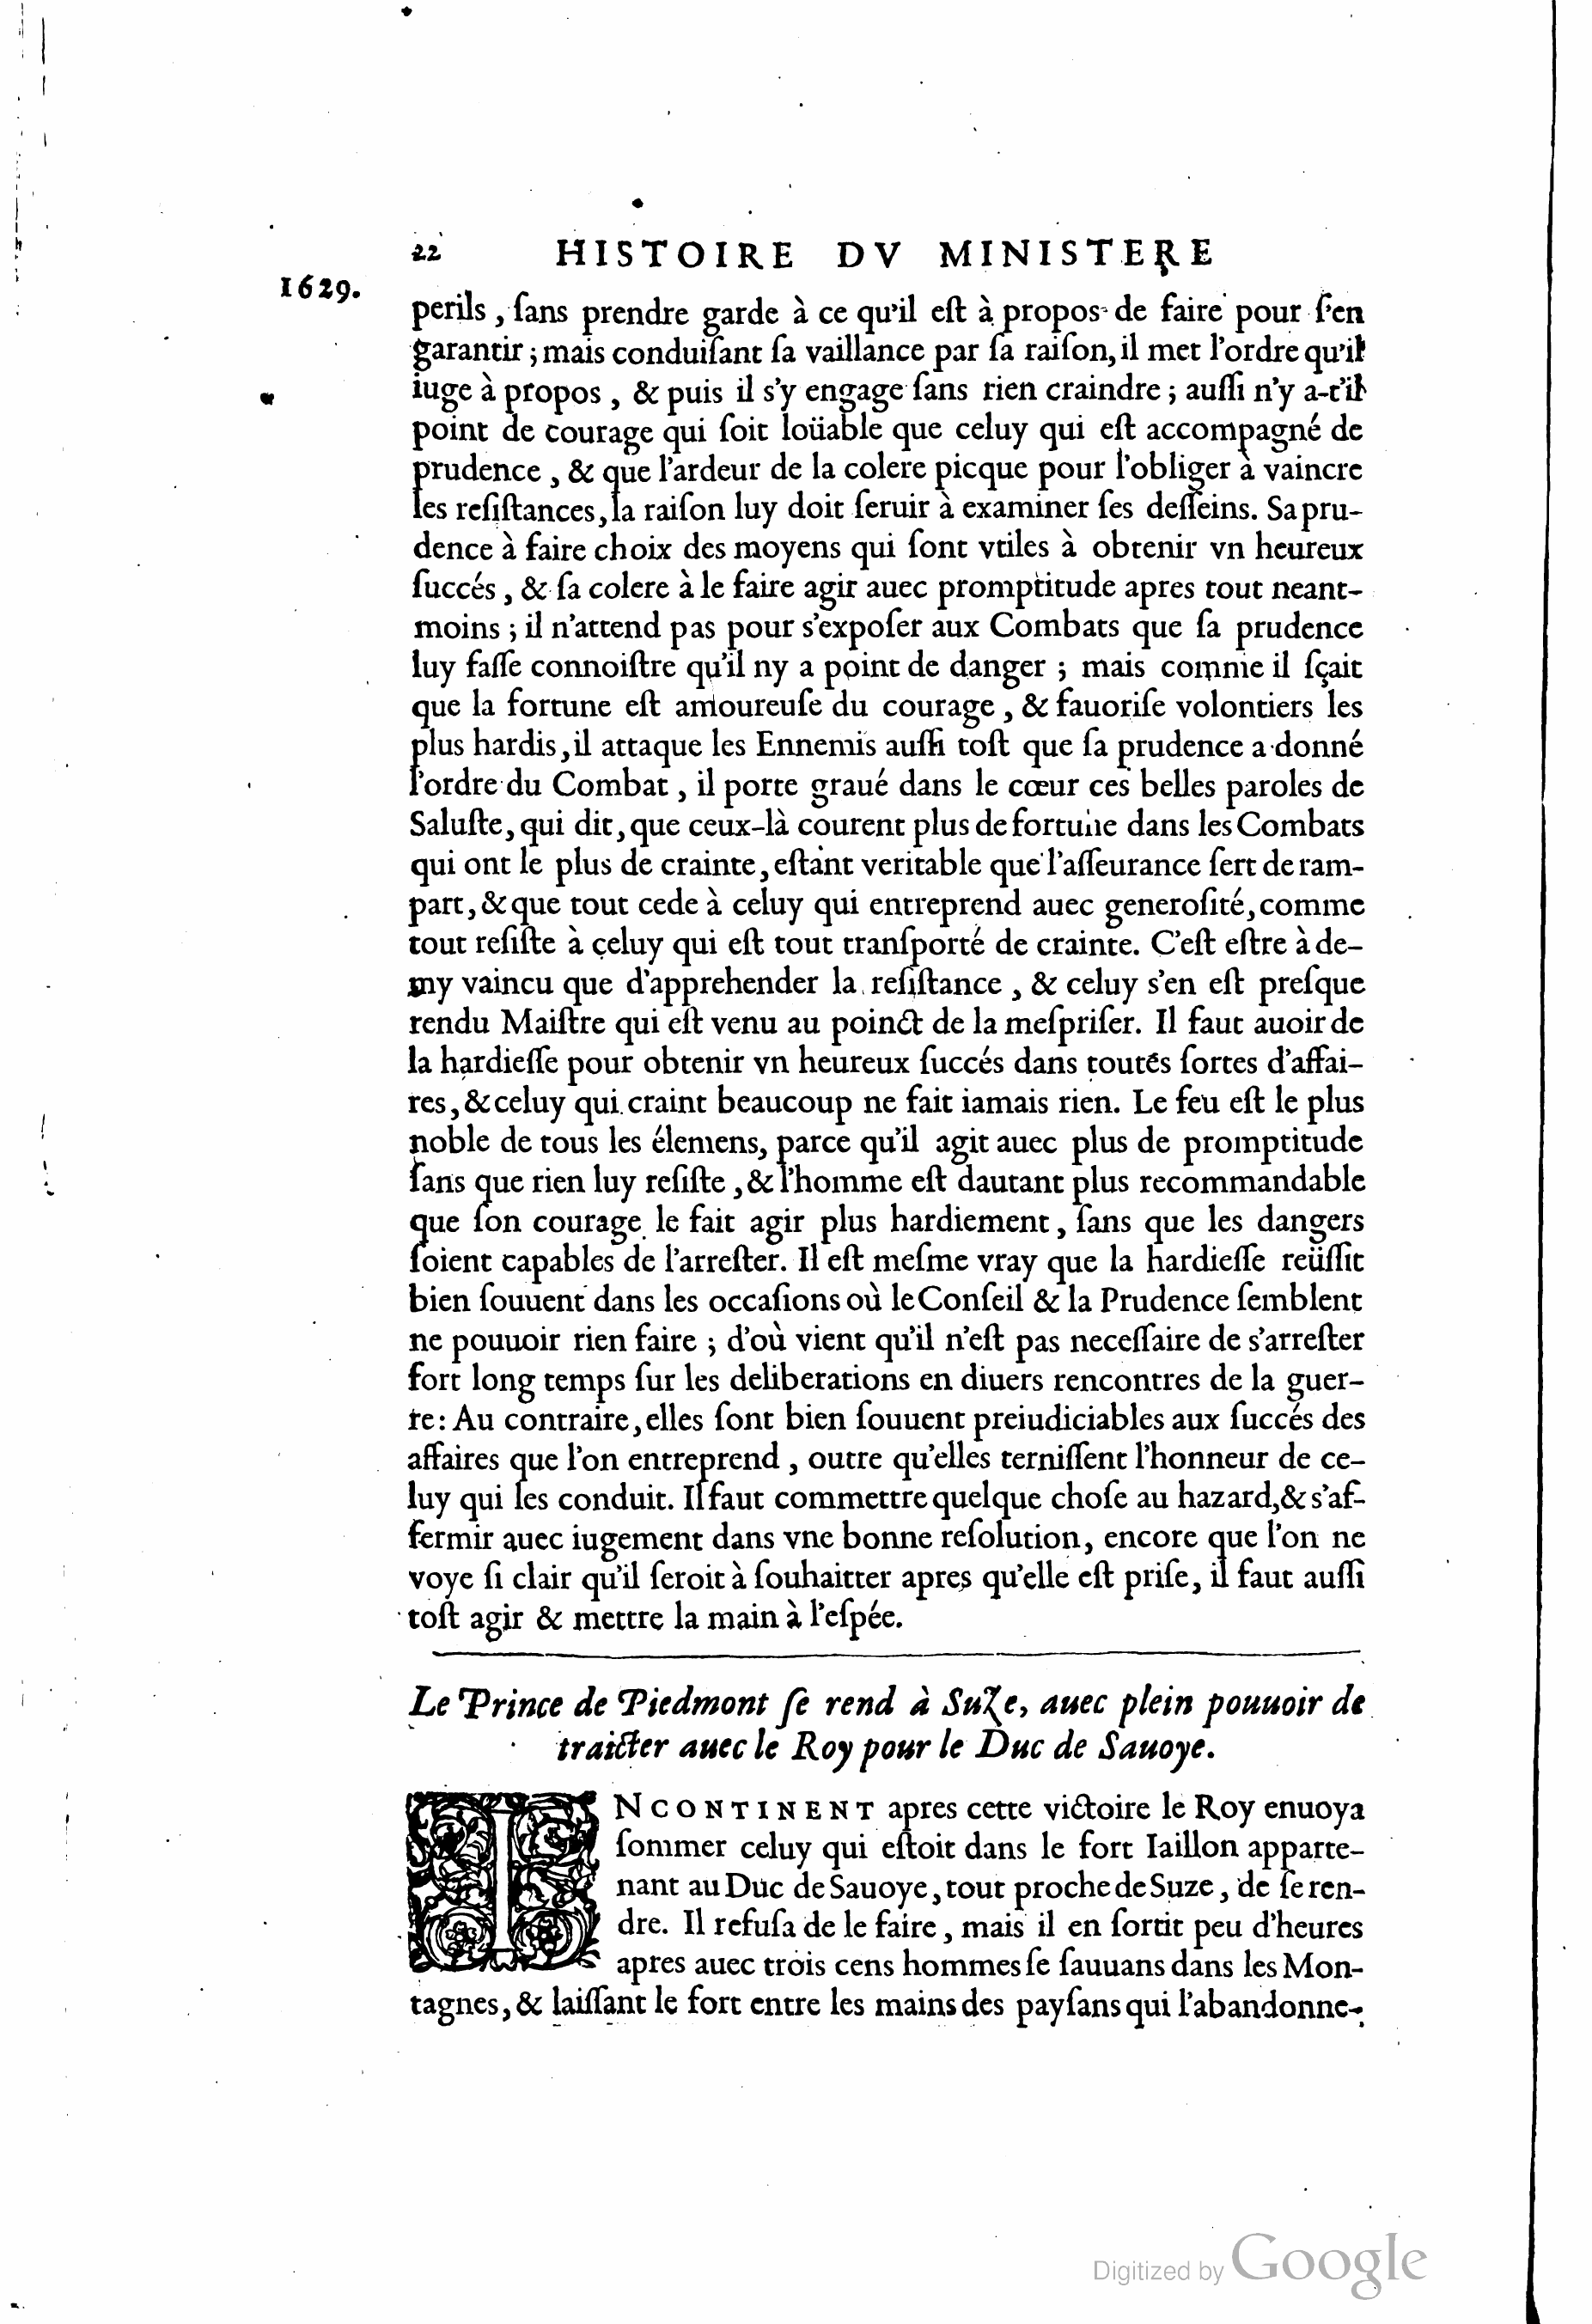 22 HISTOIRE DV MINISTERE
1629.
perils, ſans prendre garde à ce qu'il eſt à propos de faire pour ſ'en
garantir; mais conduiſant ſa vaillance par ſa raiſon, il met l'ordre qu'il
iuge à propos, & puis il s'y engage ſans rien craindre; auſſi n'y a-t'il
point de courage qui ſoit loüable que celuy qui eſt accompagné de
prudence, & que l'ardeur de la colere picque pour l'obliger à vaincre
les reſiſtances, la raiſon luy doit ſeruir à examiner ſes deſſeins. Sa pru-
dence à faire choix des moyens qui ſont vtiles à obtenir vn heureux
ſuccés, & ſa colere à le faire agir auec promptitude apres tout neant-
moins; il n'attend pas pour s'expoſer aux Combats que ſa prudence
luy faſſe connoiſtre qu'il ny a point de danger; mais comme il ſçait
que la fortune eſt amoureuſe du courage, & fauoriſe volontiers les
plus hardis, il attaque les Ennemis auſſi toſt que ſa prudence a donné
l'ordre du Combat, il porte graué dans le cœur ces belles paroles de
Saluſte, qui dit, que ceux-là courent plus de fortune dans les Combats
qui ont le plus de crainte, eſtant veritable que l'aſſeurance ſert de ram-
part, & que tout cede à celuy qui entreprend auec generoſité, comme
tout reſiſte à celuy qui eſt tout tranſporté de crainte. C'eſt eſtre à de-
my vaincu que d'apprehender la reſiſtance, & celuy s'en eſt preſque
rendu Maiſtre qui eſt venu au poinct de la meſpriſer. Il faut auoir de
la hardieſſe pour obtenir vn heureux ſuccés dans toutes ſortes d'affai-
res, & celuy qui craint beaucoup ne fait iamais rien. Le feu eſt le plus
noble de tous les élemens, parce qu'il agit auec plus de promptitude
ſans que rien luy reſiſte, & l'homme eſt dautant plus recommandable
que ſon courage le fait agir plus hardiement, ſans que les dangers
ſoient capables de l'arreſter. Il eſt meſme vray que la hardieſſe reüſſit
bien ſouuent dans les occaſions où le Conſeil & la Prudence ſemblent
ne pouuoir rien faire; d'où vient qu'il n'eſt pas neceſſaire de s'arreſter
fort long temps ſur les deliberations en diuers rencontres de la guer-
re: Au contraire, elles ſont bien ſouuent preiudiciables aux ſuccés des
affaires que l'on entreprend, outre qu'elles terniſſent l'honneur de ce-
luy qui les conduit. Il faut commettre quelque choſe au hazard, & s'af-
fermir auec iugement dans vne bonne reſolution, encore que l'on ne
voye ſi clair qu'il ſeroit à ſouhaitter apres qu'elle eſt priſe, il faut auſſi
toſt agir & mettre la main à l'eſpée.
Le Prince de Piedmont ſe rend à Suze, auec plein pouuoir de
traicter auec le Roy pour le Duc de Sauoye.
INCONTINENT apres cette victoire le Roy enuoya
ſommer celuy qui eſtoit dans le fort Iaillon apparte-
nant au Duc de Sauoye, tout proche de Suze, de ſe ren-
dre. Il refuſa de le faire, mais il en ſortit peu d'heures
apres auec trois cens hommes ſe ſauuans dans les Mon-
tagnes, & laiſſant le fort entre les mains des payſans qui l'abandonne-
Digitized by Google